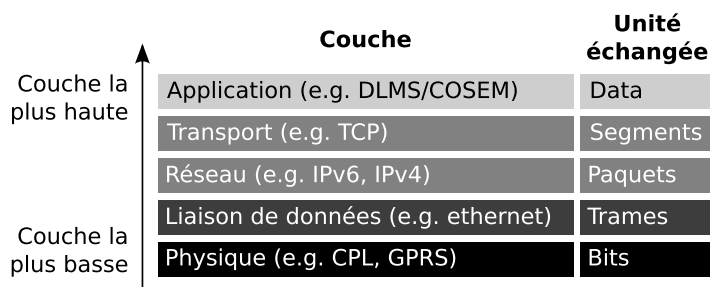 Couche
Unité
échangée
Couche la
plus haute
Application (e.g. DLMS/COSEM)
Data
Transport (e.g. TCP)
Segments
Réseau (e.g. IPv6, IPv4)
Paquets
Liaison de données (e.g. ethernet)
Trames
Couche la
plus basse
Physique (e.g. CPL, GPRS)
Bits